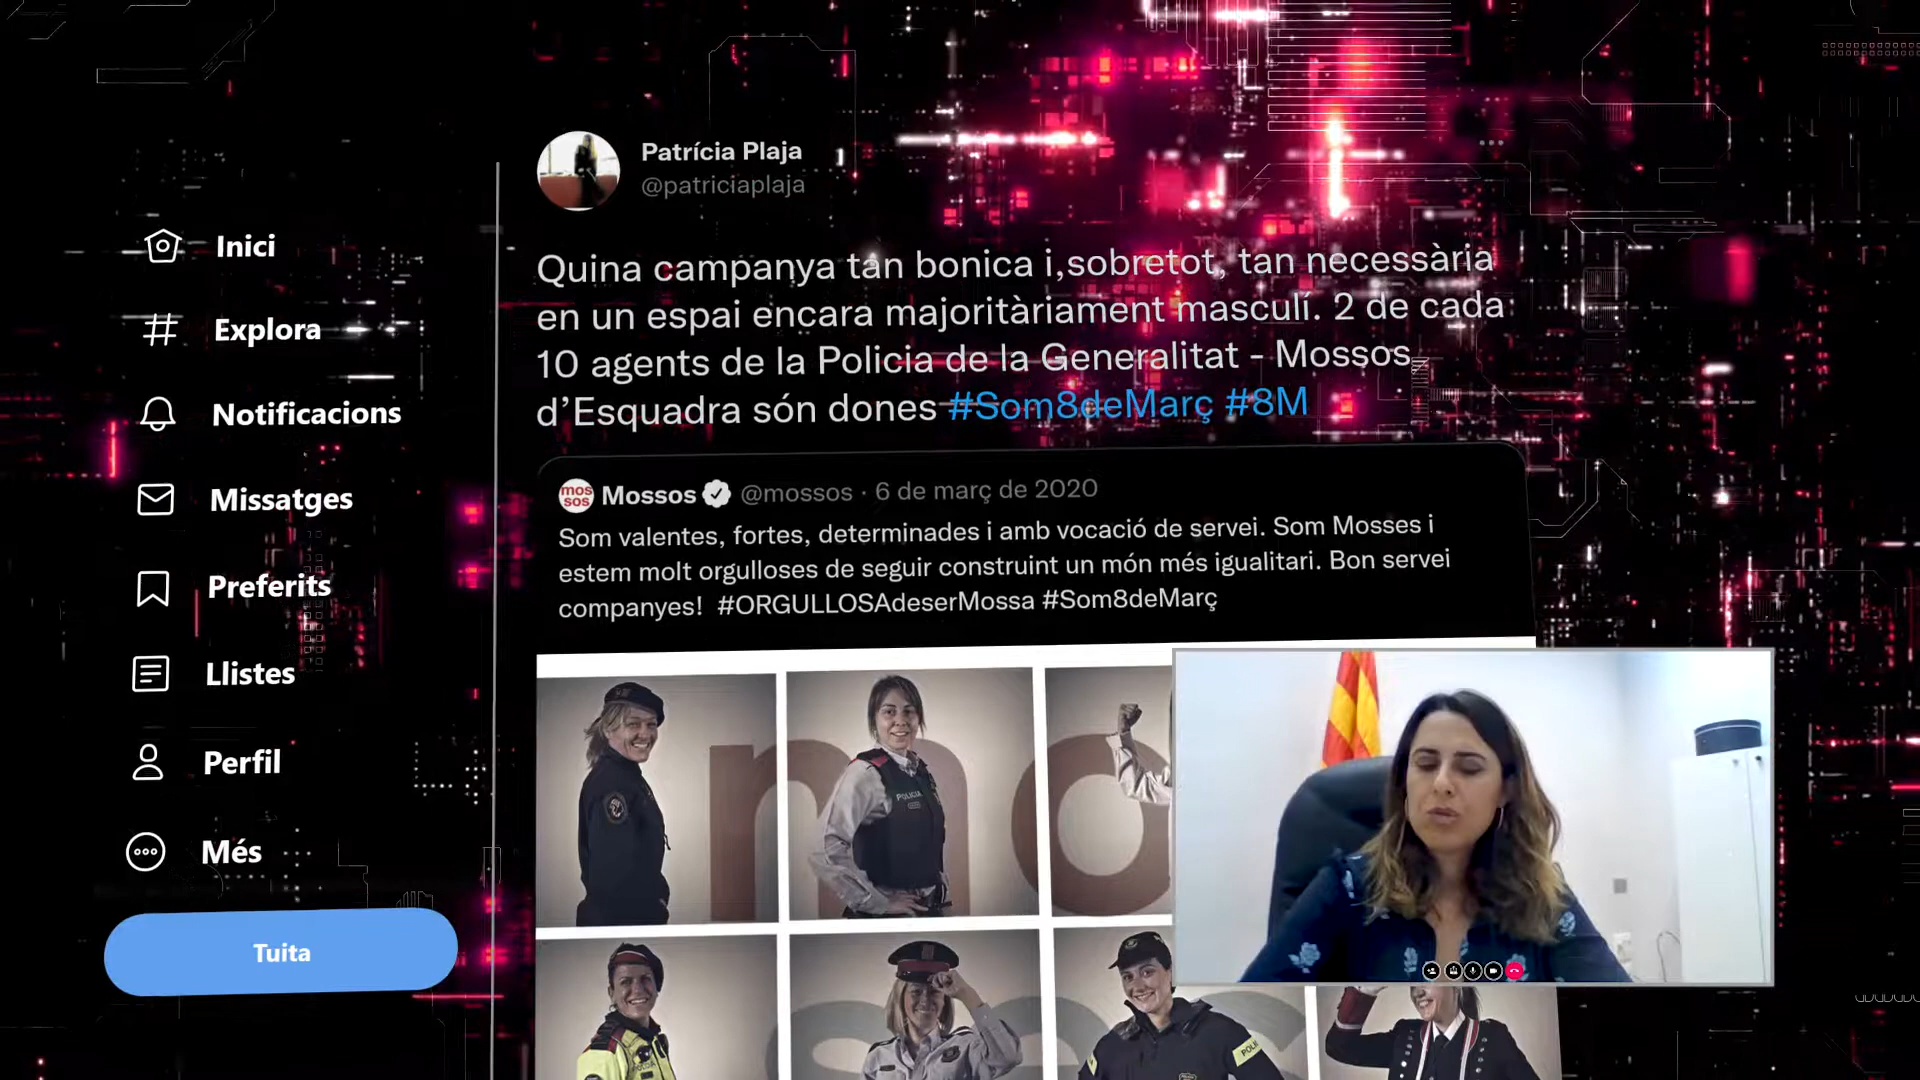 Patrícia Plaja
@patriciaplaja
Inici
Explora
Notificacions
Missatges
Preferits
Llistes
Perfil
Més
Tuita
Quina campanya tan bonica i,sobretot, tan necessària
en un espai encara majoritàriament masculí. 2 de cada
10 agents de la Policia de la Generalitat - Mossos
d’Esquadra són dones #Som8deMarç #8M
mos
sos
Mossos @mossos · 6 de març de 2020
Som valentes, fortes, determinades i amb vocació de servei. Som Mosses i
estem molt orgulloses de seguir construint un món més igualitari. Bon servei
companyes! #ORGULLOSAdeserMossa #Som8deMarç
POLICIA